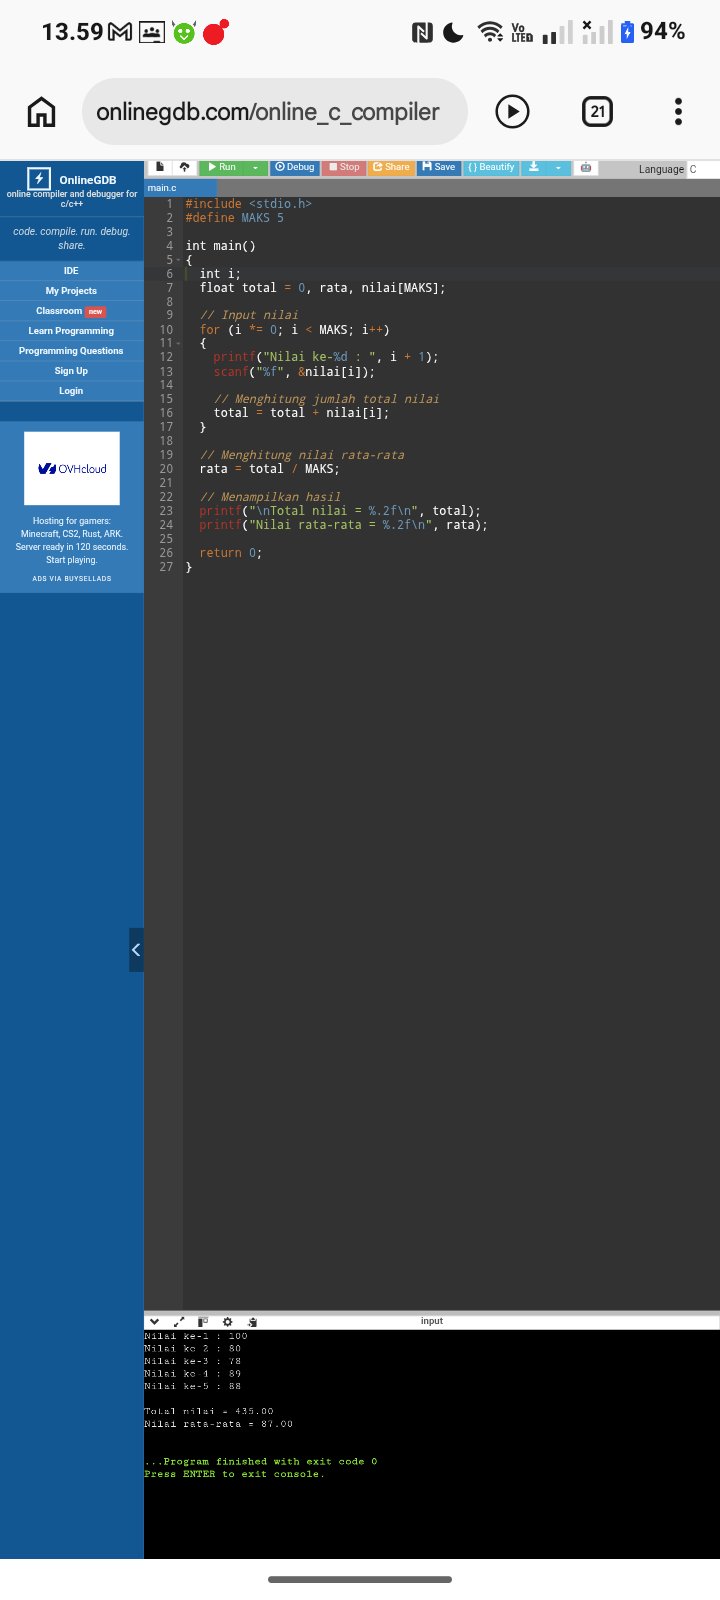 13.59 94%
VoLTED
onlinegdb.com/online_c_compiler
21
OnlineGDB
online compiler and debugger for
c/c++
code. compile. run. debug.
share.
IDE
My Projects
Classroom new
Learn Programming
Programming Questions
Sign Up
Login
OVHcloud
Hosting for gamers:
Minecraft, CS2, Rust, ARK.
Server ready in 120 seconds.
Start playing.
ADS VIA BUYSELLADS
Run Debug Stop Share Save {} Beautify Language C
main.c
1 #include <stdio.h>
2 #define MAKS 5
3
4 int main()
5 {
6 int i;
7 float total = 0, rata, nilai[MAKS];
8
9 // Input nilai
10 for (i *= 0; i < MAKS; i++)
11 {
12 printf("Nilai ke-%d : ", i + 1);
13 scanf("%f", &nilai[i]);
14
15 // Menghitung jumlah total nilai
16 total = total + nilai[i];
17 }
18
19 // Menghitung nilai rata-rata
20 rata = total / MAKS;
21
22 // Menampilkan hasil
23 printf("\nTotal nilai = %.2f\n", total);
24 printf("Nilai rata-rata = %.2f\n", rata);
25
26 return 0;
27 }
input
Nilai ke-1 : 100
Nilai ke-2 : 80
Nilai ke-3 : 78
Nilai ke-4 : 89
Nilai ke-5 : 88
Total nilai = 435.00
Nilai rata-rata = 87.00
...Program finished with exit code 0
Press ENTER to exit console.